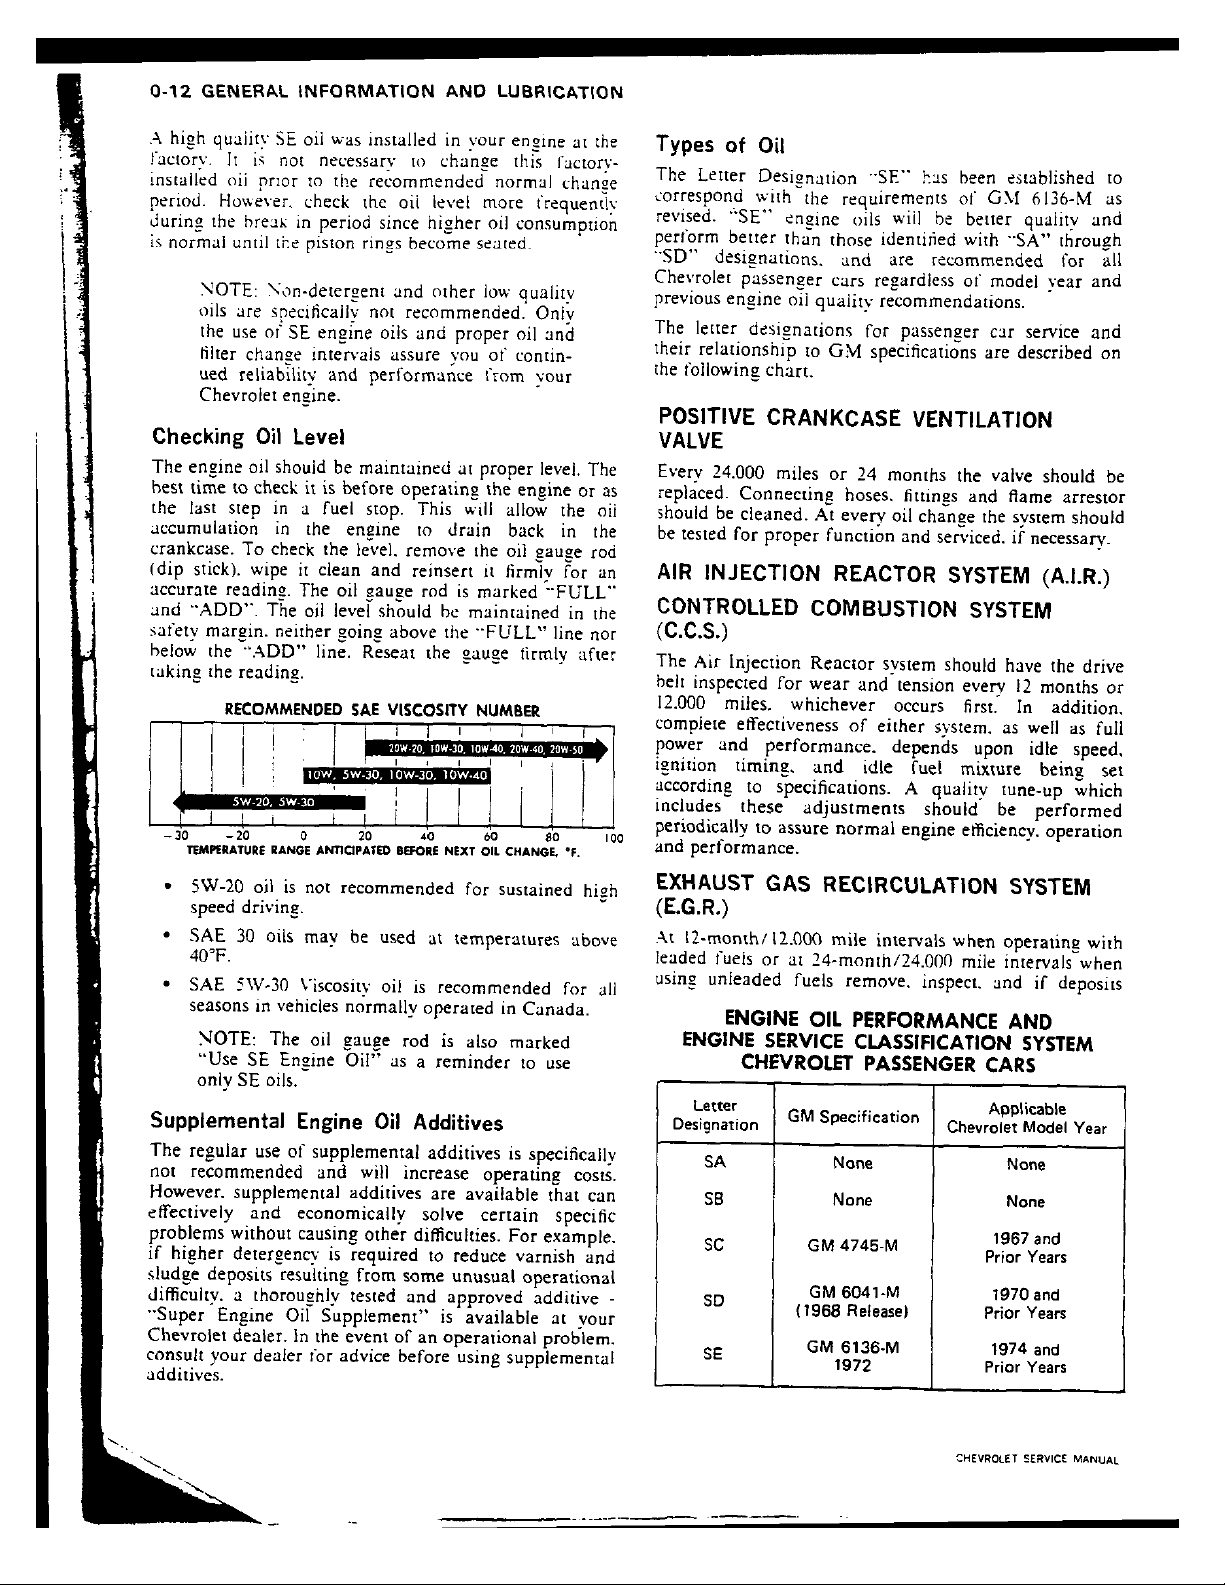 0-12 GENERAL INFORMATION AND LUBRICATION
A high quality SE oil was installed in your engine at the
factory. It is not necessary to change this factory-
installed oil prior to the recommended normal change
period. However, check the oil level more frequently
during the break in period since higher oil consumption
is normal until the piston rings become seated.
NOTE: Non-detergent and other low quality
oils are specifically not recommended. Only
the use of SE engine oils and proper oil and
filter change intervals assure you of contin-
ued reliability and performance from your
Chevrolet engine.
Checking Oil Level
The engine oil should be maintained at proper level. The
best time to check it is before operating the engine or as
the last step in a fuel stop. This will allow the oil
accumulation in the engine to drain back in the
crankcase. To check the level, remove the oil gauge rod
(dip stick), wipe it clean and reinsert it firmly for an
accurate reading. The oil gauge rod is marked "FULL"
and "ADD". The oil level should be maintained in the
safety margin, neither going above the "FULL" line nor
below the "ADD" line. Reseat the gauge firmly after
taking the reading.
RECOMMENDED SAE VISCOSITY NUMBER
20W-20, 10W-30, 10W-40, 20W-40, 20W-50
10W, 5W-30, 10W-30, 10W-40
5W-20, 5W-30
-30 -20 0 20 40 60 80 100
TEMPERATURE RANGE ANTICIPATED BEFORE NEXT OIL CHANGE, °F.
• 5W-20 oil is not recommended for sustained high
speed driving.
• SAE 30 oils may be used at temperatures above
40°F.
• SAE 5W-30 Viscosity oil is recommended for all
seasons in vehicles normally operated in Canada.
NOTE: The oil gauge rod is also marked
"Use SE Engine Oil" as a reminder to use
only SE oils.
Supplemental Engine Oil Additives
The regular use of supplemental additives is specifically
not recommended and will increase operating costs.
However, supplemental additives are available that can
effectively and economically solve certain specific
problems without causing other difficulties. For example,
if higher detergency is required to reduce varnish and
sludge deposits resulting from some unusual operational
difficulty, a thoroughly tested and approved additive -
"Super Engine Oil Supplement" is available at your
Chevrolet dealer. In the event of an operational problem,
consult your dealer for advice before using supplemental
additives.
Types of Oil
The Letter Designation "SE" has been established to
correspond with the requirements of GM 6136-M as
revised. "SE" engine oils will be better quality and
perform better than those identified with "SA" through
"SD" designations, and are recommended for all
Chevrolet passenger cars regardless of model year and
previous engine oil quality recommendations.
The letter designations for passenger car service and
their relationship to GM specifications are described on
the following chart.
POSITIVE CRANKCASE VENTILATION
VALVE
Every 24,000 miles or 24 months the valve should be
replaced. Connecting hoses, fittings and flame arrestor
should be cleaned. At every oil change the system should
be tested for proper function and serviced, if necessary.
AIR INJECTION REACTOR SYSTEM (A.I.R.)
CONTROLLED COMBUSTION SYSTEM
(C.C.S.)
The Air Injection Reactor system should have the drive
belt inspected for wear and tension every 12 months or
12,000 miles, whichever occurs first. In addition,
complete effectiveness of either system, as well as full
power and performance, depends upon idle speed,
ignition timing, and idle fuel mixture being set
according to specifications. A quality tune-up which
includes these adjustments should be performed
periodically to assure normal engine efficiency, operation
and performance.
EXHAUST GAS RECIRCULATION SYSTEM
(E.G.R.)
At 12-month/12,000 mile intervals when operating with
leaded fuels or at 24-month/24,000 mile intervals when
using unleaded fuels remove, inspect, and if deposits
ENGINE OIL PERFORMANCE AND
ENGINE SERVICE CLASSIFICATION SYSTEM
CHEVROLET PASSENGER CARS
Letter Designation GM Specification Applicable Chevrolet Model Year
SA None None
SB None None
SC GM 4745-M 1967 and Prior Years
SD GM 6041-M (1968 Release) 1970 and Prior Years
SE GM 6136-M 1972 1974 and Prior Years
CHEVROLET SERVICE MANUAL